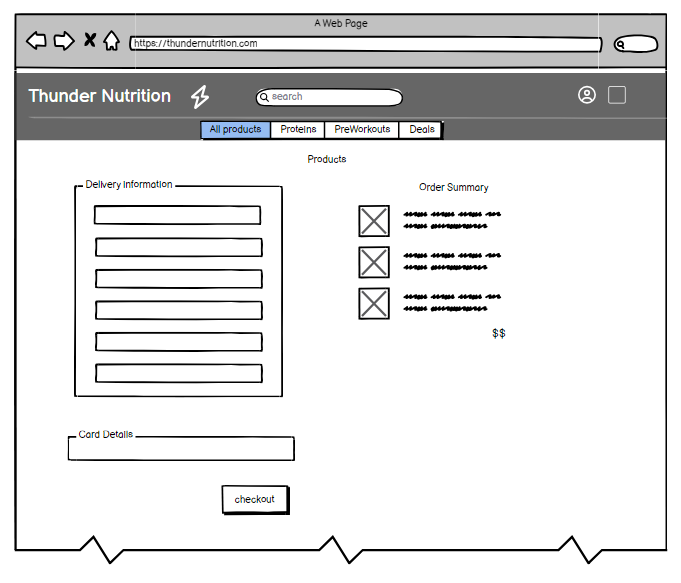 A Web Page
https://thundernutrition.com
Thunder Nutrition
search
All products
Proteins
PreWorkouts
Deals
Products
Delivery Information
Order Summary
$$
Card Details
checkout